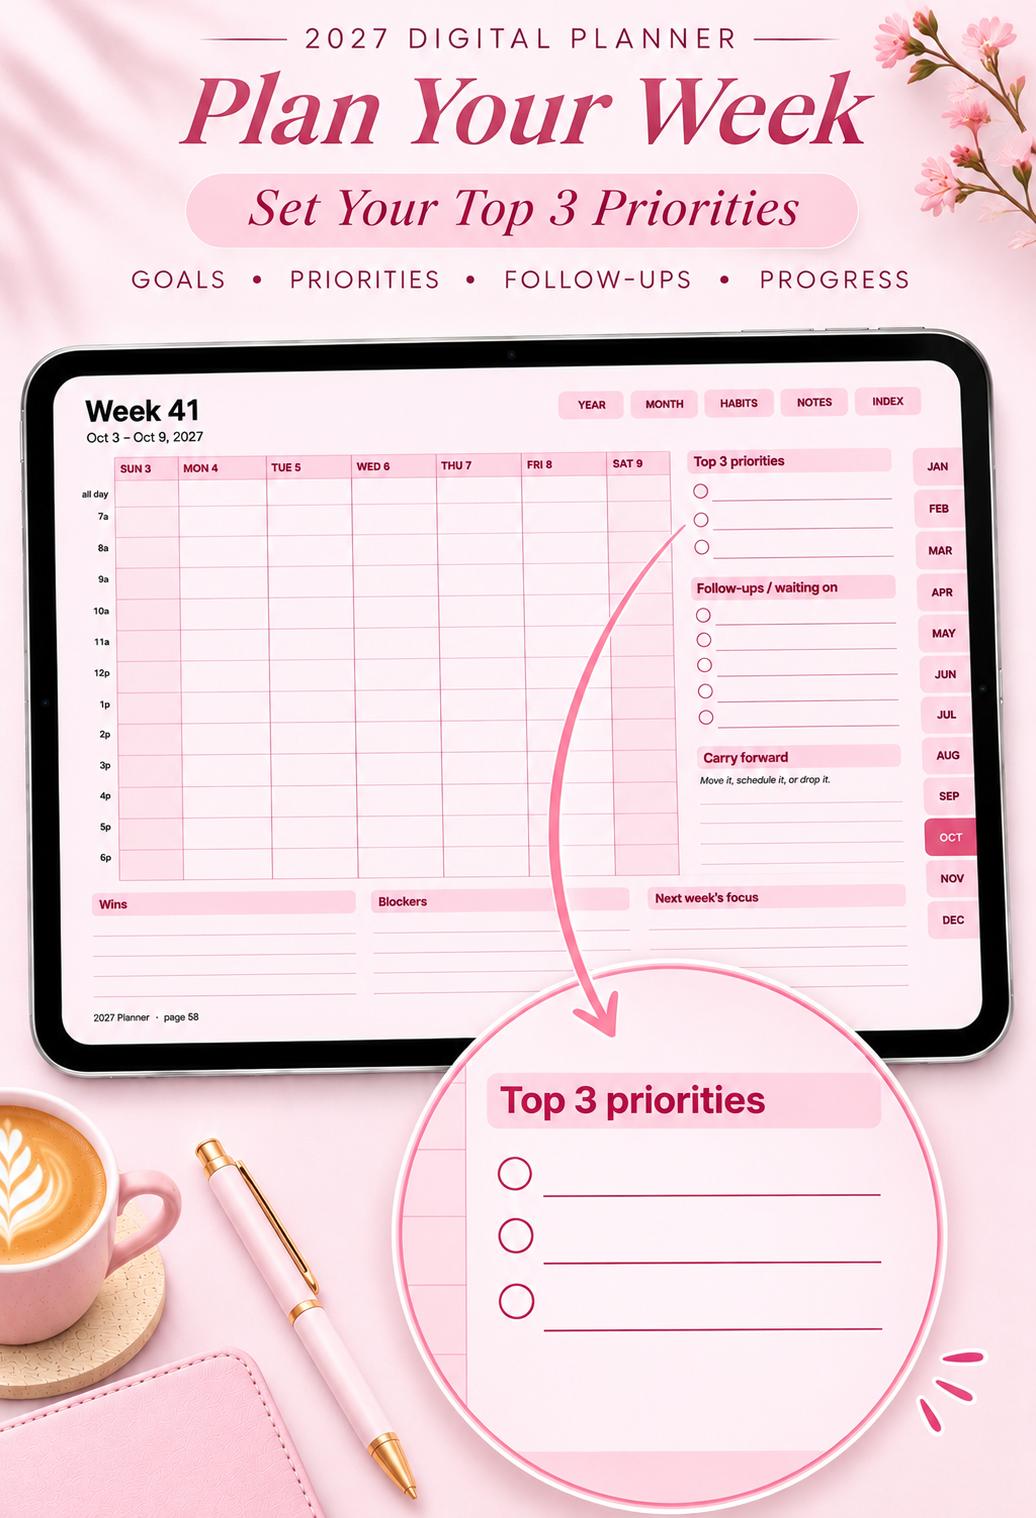 2027 DIGITAL PLANNER
Plan Your Week
Set Your Top 3 Priorities
GOALS • PRIORITIES • FOLLOW-UPS • PROGRESS
Week 41
Oct 3 – Oct 9, 2027
YEAR MONTH HABITS NOTES INDEX
SUN 3 MON 4 TUE 5 WED 6 THU 7 FRI 8 SAT 9
all day
7a
8a
9a
10a
11a
12p
1p
2p
3p
4p
5p
6p
Top 3 priorities
Follow-ups / waiting on
Carry forward
Move it, schedule it, or drop it.
JAN
FEB
MAR
APR
MAY
JUN
JUL
AUG
SEP
OCT
NOV
DEC
Wins
Blockers
Next week's focus
2027 Planner · page 58
Top 3 priorities